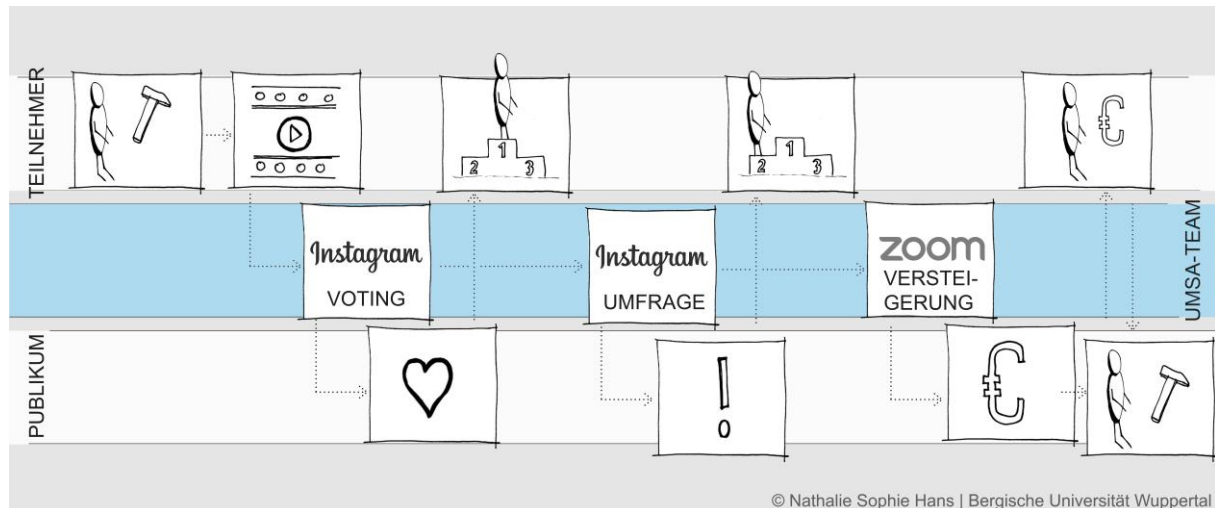 TEILNEHMER
1
2
3
1
2
3
€
Instagram
VOTING
Instagram
UMFRAGE
zoom
VERSTEI-
GERUNG
UMSA-TEAM
PUBLIKUM
!
€
© Nathalie Sophie Hans | Bergische Universität Wuppertal